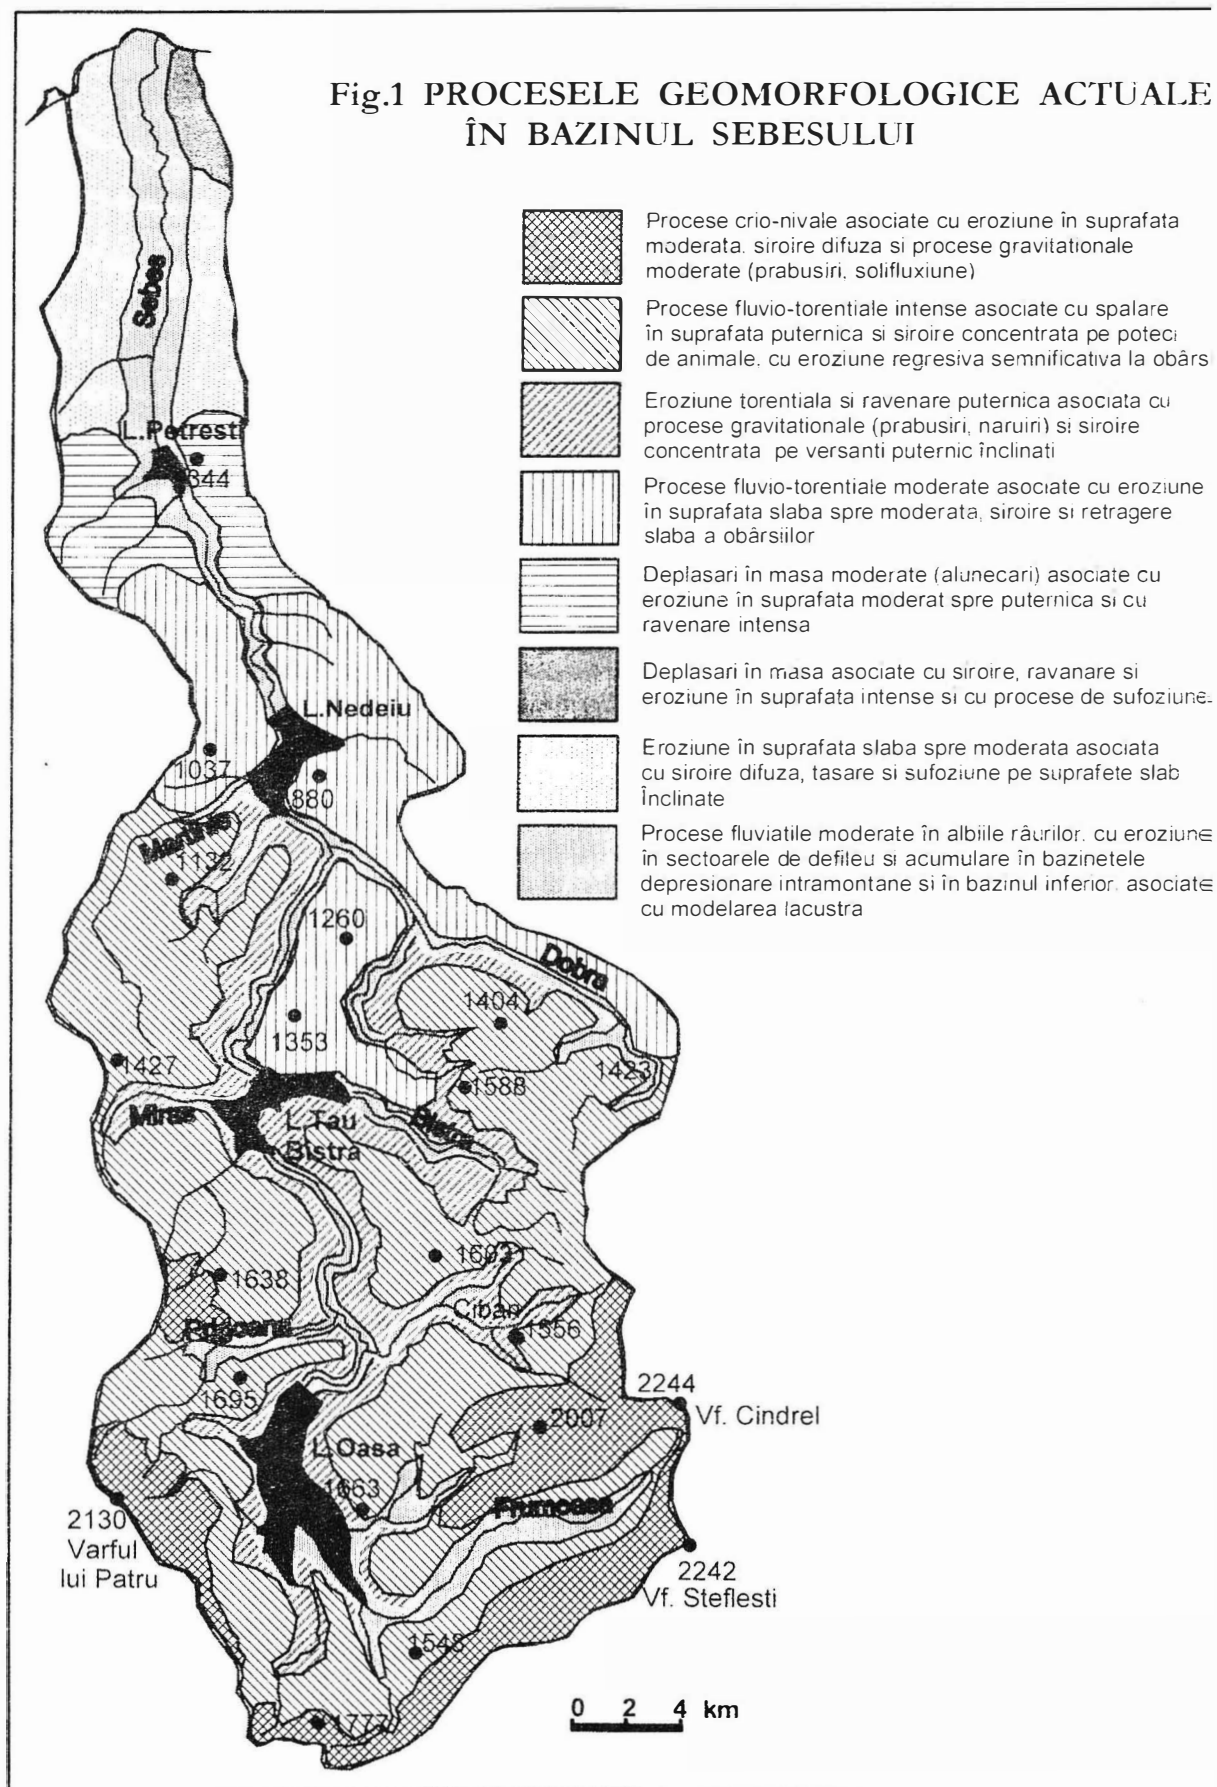 Fig.1 PROCESELE GEOMORFOLOGICE ACTUALE
ÎN BAZINUL SEBESULUI
Procese crio-nivale asociate cu eroziune în suprafata
moderata. siroire difuza si procese gravitationale
moderate (prabusiri, solifluxiune)
Procese fluvio-torentiale intense asociate cu spalare
în suprafata puternica si siroire concentrata pe poteci
de animale. cu eroziune regresiva semnificativa la obârs
Eroziune torentiala si ravenare puternica asociata cu
procese gravitationale (prabusiri, naruiri) si siroire
concentrata pe versanti puternic înclinati
Procese fluvio-torentiale moderate asociate cu eroziune
în suprafata slaba spre moderata, siroire si retragere
slaba a obârsiilor
Deplasari în masa moderate (alunecari) asociate cu
eroziune în suprafata moderat spre puternica si cu
ravenare intensa
Deplasari în masa asociate cu siroire, ravanare si
eroziune în suprafata intense si cu procese de sufoziune.
Eroziune în suprafata slaba spre moderata asociata
cu siroire difuza, tasare si sufoziune pe suprafete slab
Înclinate
Procese fluviatile moderate în albiile râurilor. cu eroziune
în sectoarele de defileu si acumulare în bazinetele
depresionare intramontane si în bazinul inferior. asociate
cu modelarea lacustra
Sebes
L.Petresti
344
L.Nedeiu
1037
880
1132
1260
Dobra
1404
1353
1427
1423
1588
Miras
L.Tau
Bistra
Bistra
1638
Ciban
1556
1695
2244
Vf. Cindrel
2007
L.Oasa
1663
Frumoasa
2130
Varful
lui Patru
2242
Vf. Steflesti
1548
1777
0 2 4 km